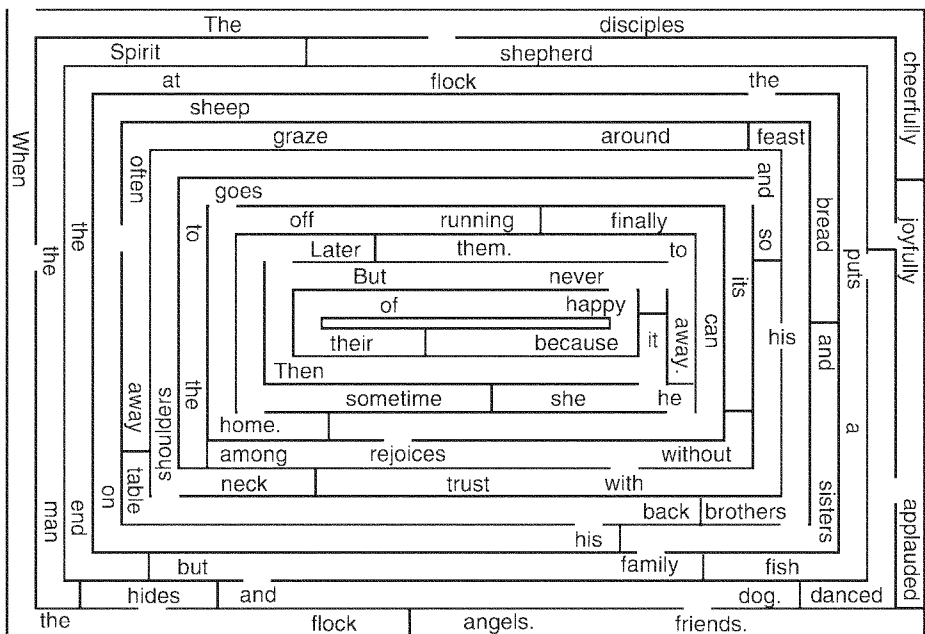 The disciples
Spirit shepherd
at flock the
sheep
graze around feast
goes
off running finally
Later them. to
But never
of happy
their because it
Then
sometime she he
home.
among rejoices without
neck trust with
back brothers
his
but family fish
hides and dog. danced
the flock angels. friends.
When
the
man
the
end
on
often
away
table
shoulders
to
the
away.
can
its
and
so
his
bread
and
sisters
puts
a
cheerfully
joyfully
applauded